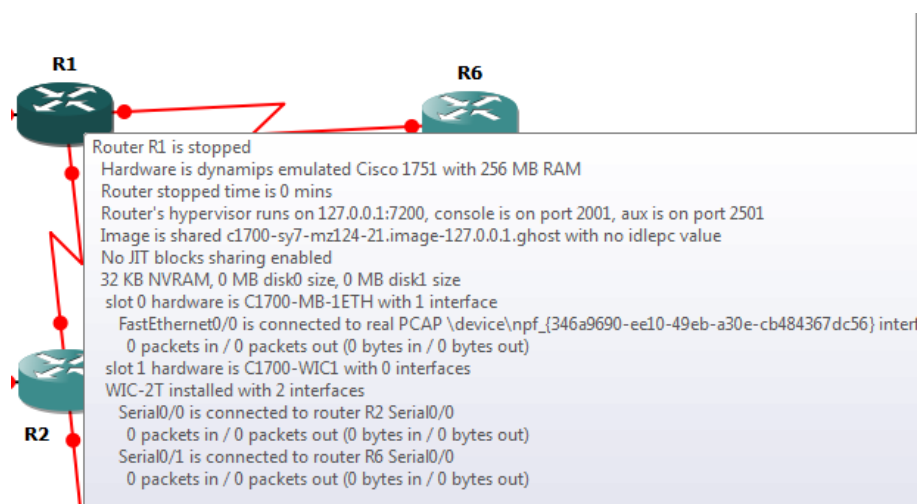 R1
R6
Router R1 is stopped
Hardware is dynamips emulated Cisco 1751 with 256 MB RAM
Router stopped time is 0 mins
Router's hypervisor runs on 127.0.0.1:7200, console is on port 2001, aux is on port 2501
Image is shared c1700-sy7-mz124-21.image-127.0.0.1.ghost with no idlepc value
No JIT blocks sharing enabled
32 KB NVRAM, 0 MB disk0 size, 0 MB disk1 size
slot 0 hardware is C1700-MB-1ETH with 1 interface
FastEthernet0/0 is connected to real PCAP \device\npf_{346a9690-ee10-49eb-a30e-cb484367dc56} interf
0 packets in / 0 packets out (0 bytes in / 0 bytes out)
slot 1 hardware is C1700-WIC1 with 0 interfaces
WIC-2T installed with 2 interfaces
Serial0/0 is connected to router R2 Serial0/0
0 packets in / 0 packets out (0 bytes in / 0 bytes out)
Serial0/1 is connected to router R6 Serial0/0
0 packets in / 0 packets out (0 bytes in / 0 bytes out)
R2